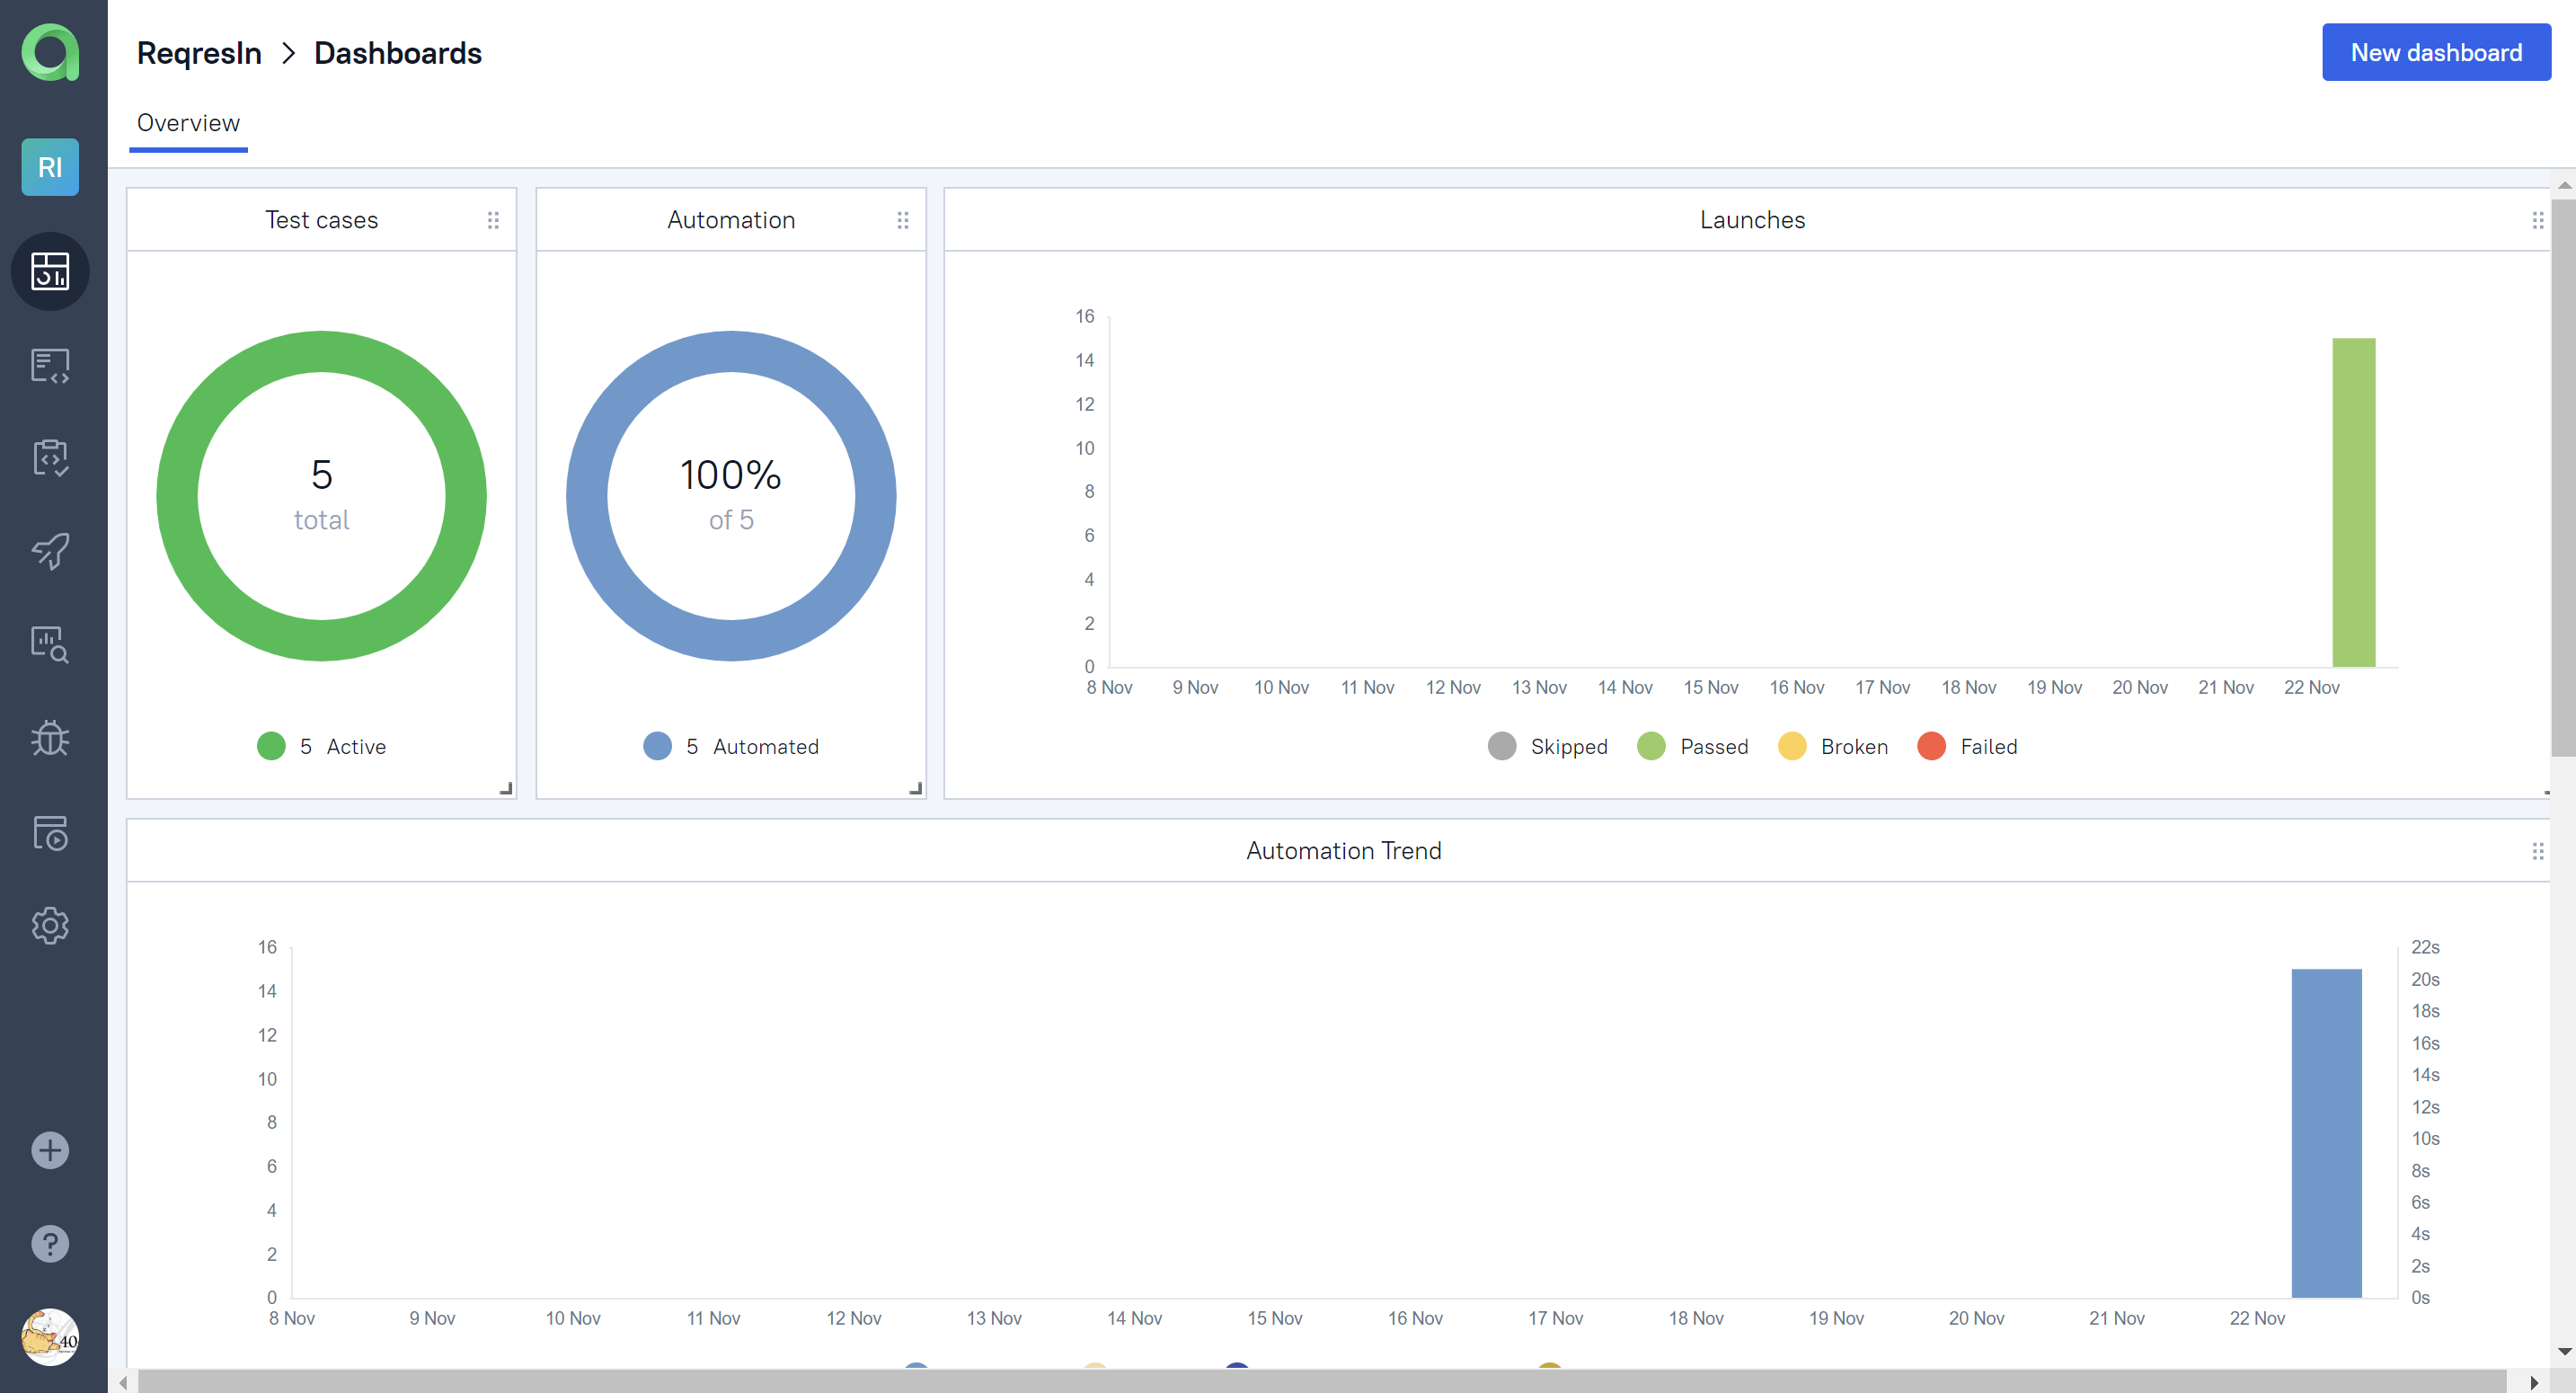 ReqresIn > Dashboards
New dashboard
Overview
RI
Test cases
5
total
5 Active
Automation
100%
of 5
5 Automated
Launches
16
14
12
10
8
6
4
2
0
8 Nov 9 Nov 10 Nov 11 Nov 12 Nov 13 Nov 14 Nov 15 Nov 16 Nov 17 Nov 18 Nov 19 Nov 20 Nov 21 Nov 22 Nov
Skipped Passed Broken Failed
Automation Trend
16
14
12
10
8
6
4
2
0
22s
20s
18s
16s
14s
12s
10s
8s
6s
4s
2s
0s
8 Nov 9 Nov 10 Nov 11 Nov 12 Nov 13 Nov 14 Nov 15 Nov 16 Nov 17 Nov 18 Nov 19 Nov 20 Nov 21 Nov 22 Nov
40